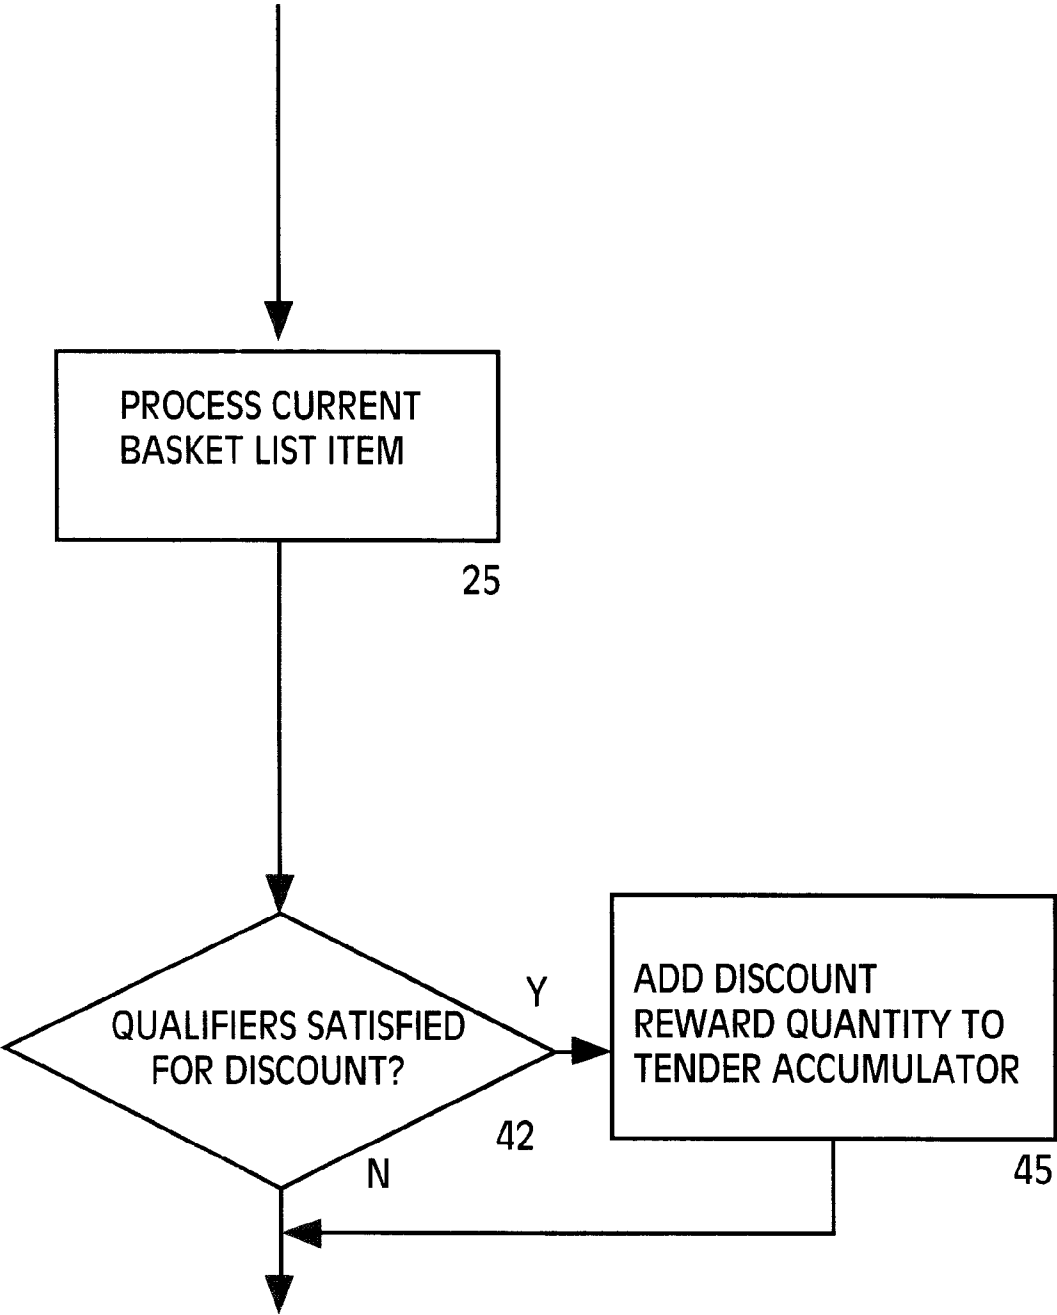 PROCESS CURRENT
BASKET LIST ITEM
25
QUALIFIERS SATISFIED
FOR DISCOUNT?
Y
N
42
ADD DISCOUNT
REWARD QUANTITY TO
TENDER ACCUMULATOR
45